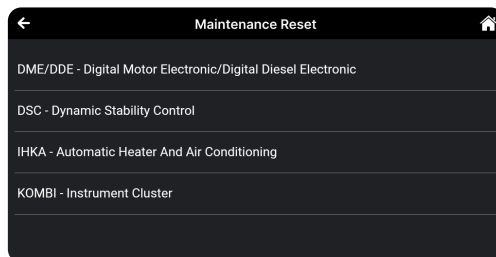 Maintenance Reset
DME/DDE - Digital Motor Electronic/Digital Diesel Electronic
DSC - Dynamic Stability Control
IHKA - Automatic Heater And Air Conditioning
KOMBI - Instrument Cluster